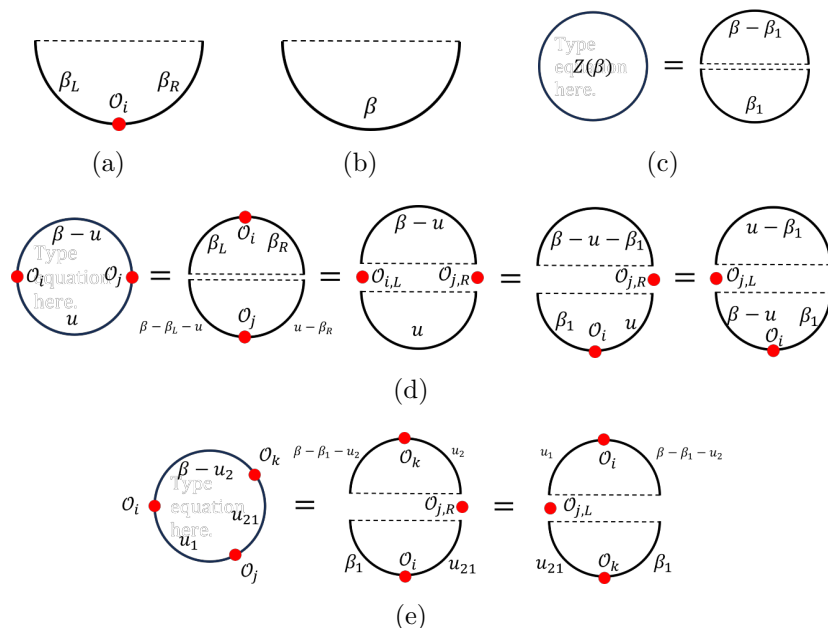 β_L β_R O_i
β
Type equation here. Z(β) = β − β_1 β_1
(a) (b) (c)
β − u Type equation here. O_i O_j u = β_L O_i β_R β − β_L − u O_j u − β_R = β − u O_{i,L} O_{j,R} u = β − u − β_1 O_{j,R} β_1 O_i u = u − β_1 O_{j,L} β − u O_i β_1
(d)
O_i β − u_2 O_k Type equation here. u_{21} u_1 O_j = β − β_1 − u_2 O_k u_2 O_{j,R} β_1 O_i u_{21} = u_1 O_i β − β_1 − u_2 O_{j,L} u_{21} O_k β_1
(e)